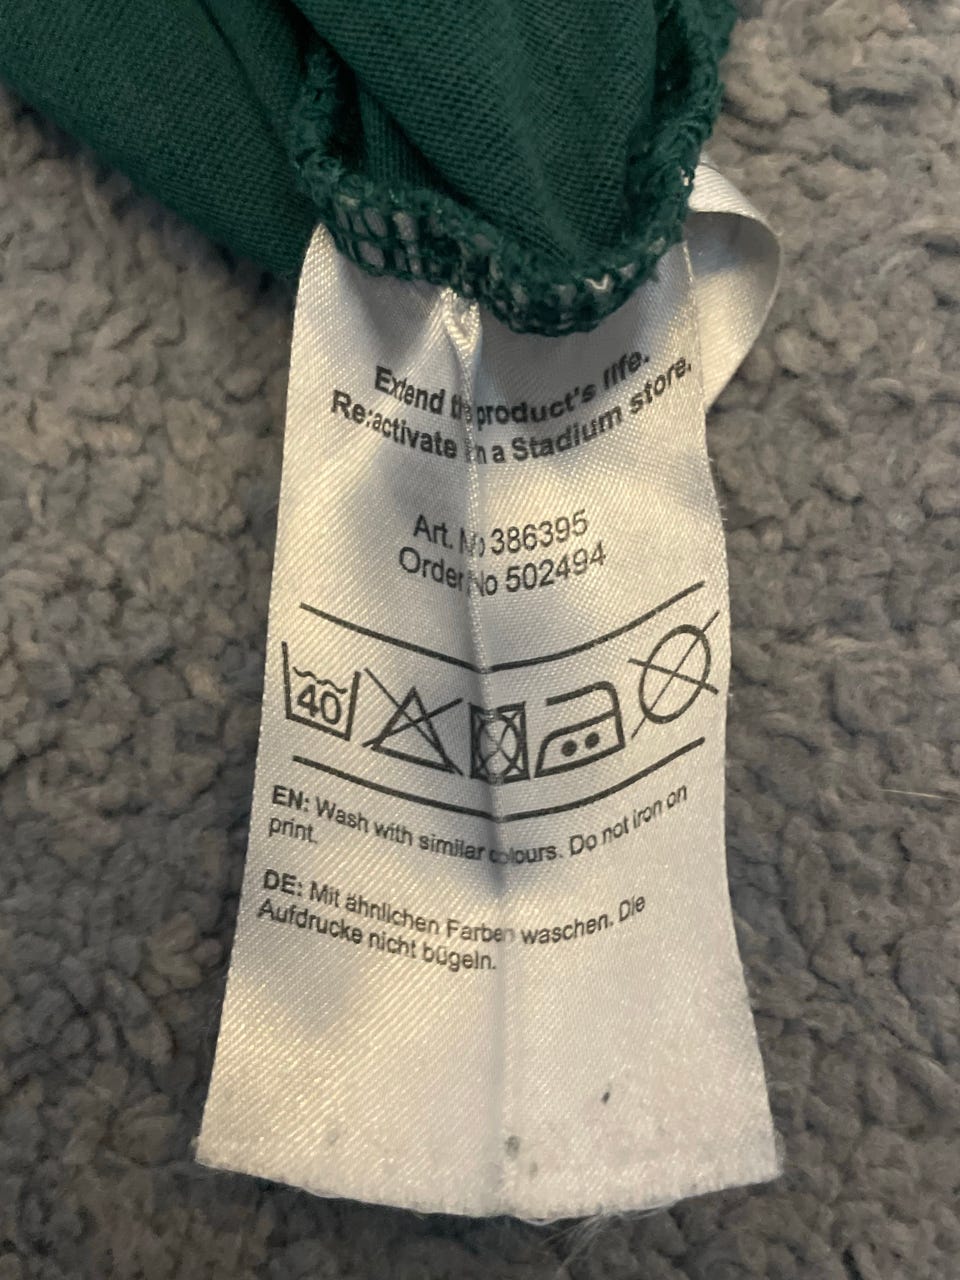 Extend the product's life.
Re:activate in a Stadium store.
Art. No 386395
Order No 502494
40
EN: Wash with similar colours. Do not iron on
print.
DE: Mit ähnlichen Farben waschen. Die
Aufdrucke nicht bügeln.